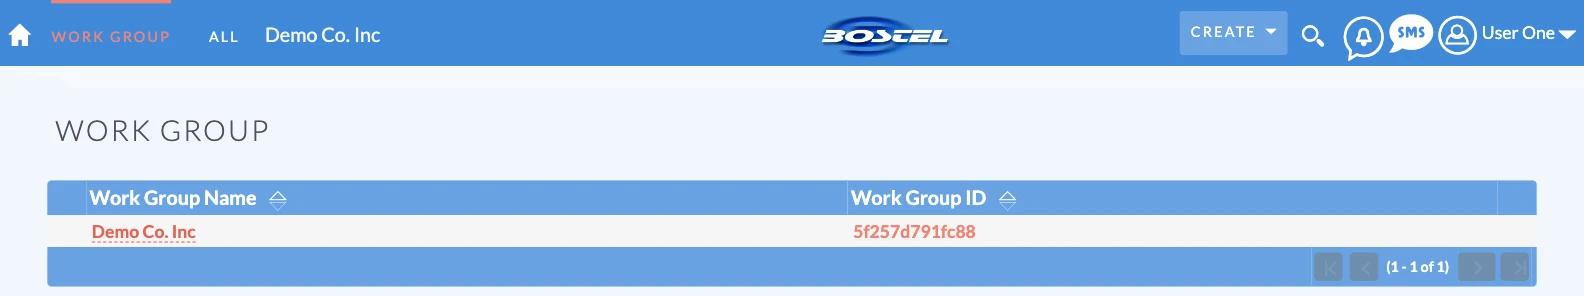 WORK GROUP ALL Demo Co. Inc BOSTEL CREATE SMS User One
WORK GROUP
Work Group Name Work Group ID
Demo Co. Inc 5f257d791fc88
(1 - 1 of 1)